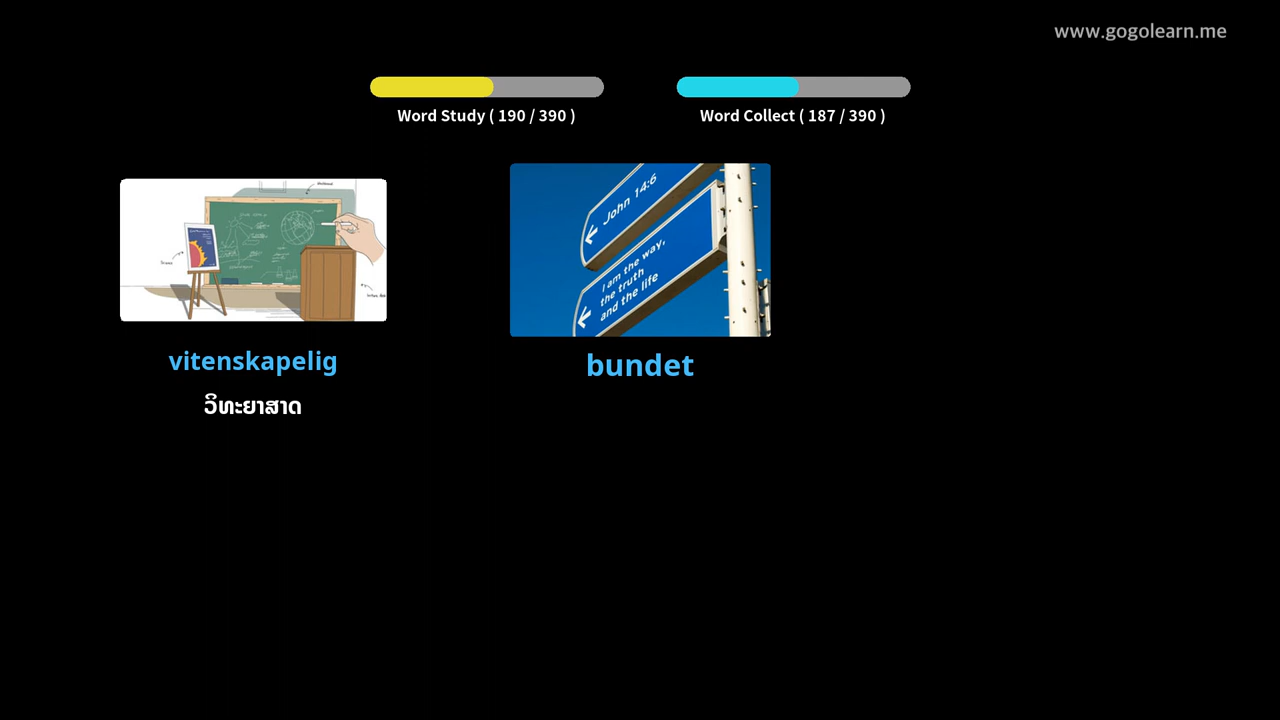 www.gogolearn.me
Word Study ( 190 / 390 )
Word Collect ( 187 / 390 )
John 14:6
I am the way,
the truth
and the life
vitenskapelig
bundet
ວິທະຍາສາດ